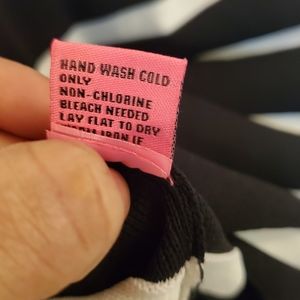 HAND WASH COLD
ONLY
NON-CHLORINE
BLEACH NEEDED
LAY FLAT TO DRY
IRON IF